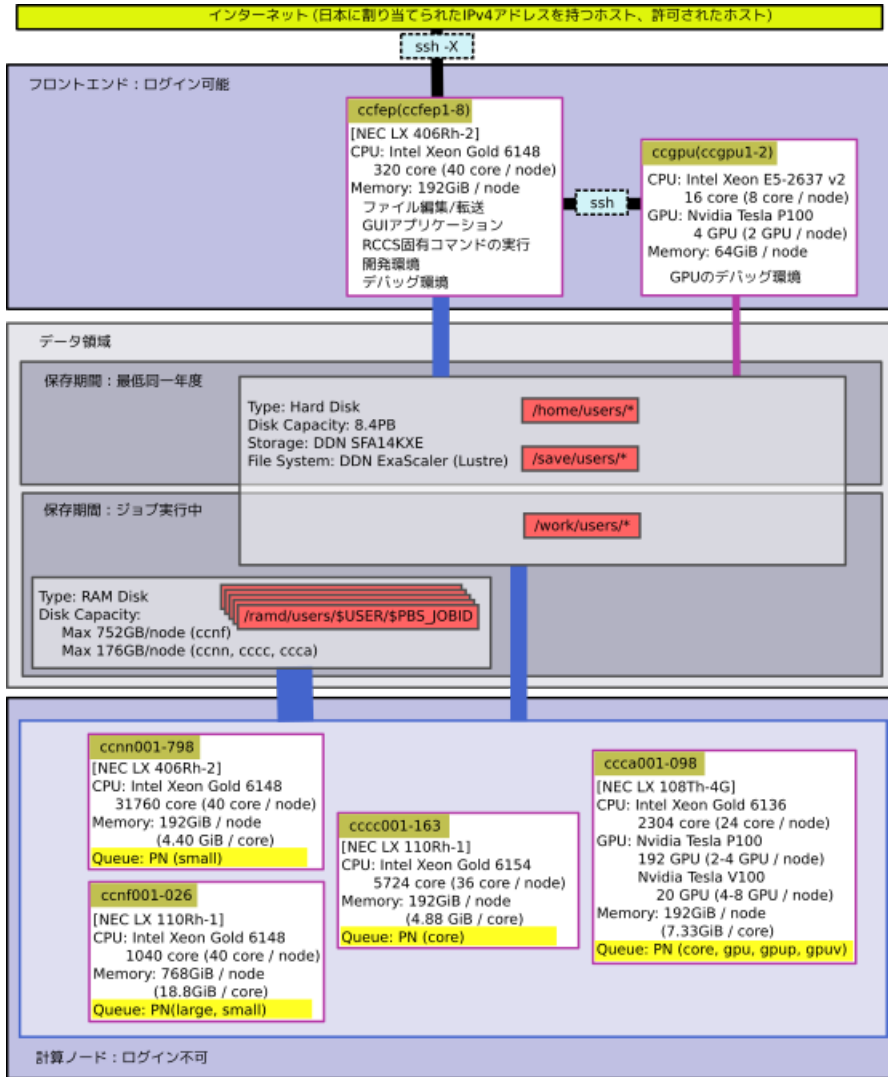 インターネット (日本に割り当てられたIPv4アドレスを持つホスト、許可されたホスト)
ssh -X
フロントエンド：ログイン可能
ccfep(ccfep1-8)
[NEC LX 406Rh-2]
CPU: Intel Xeon Gold 6148
320 core (40 core / node)
Memory: 192GiB / node
ファイル編集/転送
GUIアプリケーション
RCCS固有コマンドの実行
開発環境
デバッグ環境
ssh
ccgpu(ccgpu1-2)
CPU: Intel Xeon E5-2637 v2
16 core (8 core / node)
GPU: Nvidia Tesla P100
4 GPU (2 GPU / node)
Memory: 64GiB / node
GPUのデバッグ環境
データ領域
保存期間：最低同一年度
Type: Hard Disk
Disk Capacity: 8.4PB
Storage: DDN SFA14KXE
File System: DDN ExaScaler (Lustre)
/home/users/*
/save/users/*
保存期間：ジョブ実行中
/work/users/*
Type: RAM Disk
Disk Capacity:
Max 752GB/node (ccnf)
Max 176GB/node (ccnn, cccc, ccca)
/ramd/users/$USER/$PBS_JOBID
ccnn001-798
[NEC LX 406Rh-2]
CPU: Intel Xeon Gold 6148
31760 core (40 core / node)
Memory: 192GiB / node
(4.40 GiB / core)
Queue: PN (small)
ccnf001-026
[NEC LX 110Rh-1]
CPU: Intel Xeon Gold 6148
1040 core (40 core / node)
Memory: 768GiB / node
(18.8GiB / core)
Queue: PN(large, small)
cccc001-163
[NEC LX 110Rh-1]
CPU: Intel Xeon Gold 6154
5724 core (36 core / node)
Memory: 192GiB / node
(4.88 GiB / core)
Queue: PN (core)
ccca001-098
[NEC LX 108Th-4G]
CPU: Intel Xeon Gold 6136
2304 core (24 core / node)
GPU: Nvidia Tesla P100
192 GPU (2-4 GPU / node)
Nvidia Tesla V100
20 GPU (4-8 GPU / node)
Memory: 192GiB / node
(7.33GiB / core)
Queue: PN (core, gpu, gpup, gpuv)
計算ノード：ログイン不可